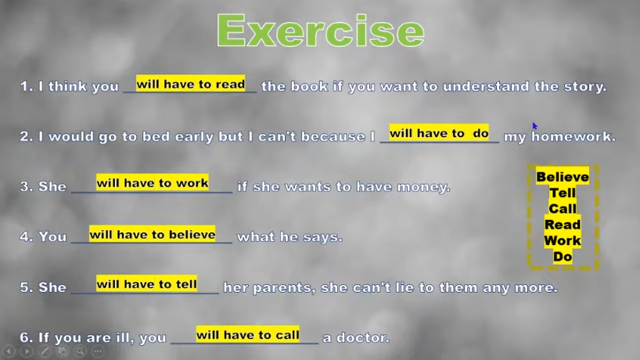 Exercise
1. I think you will have to read the book if you want to understand the story.
2. I would go to bed early but I can't because I will have to do my homework.
3. She will have to work if she wants to have money.
4. You will have to believe what he says.
5. She will have to tell her parents, she can't lie to them any more.
6. If you are ill, you will have to call a doctor.
Believe
Tell
Call
Read
Work
Do